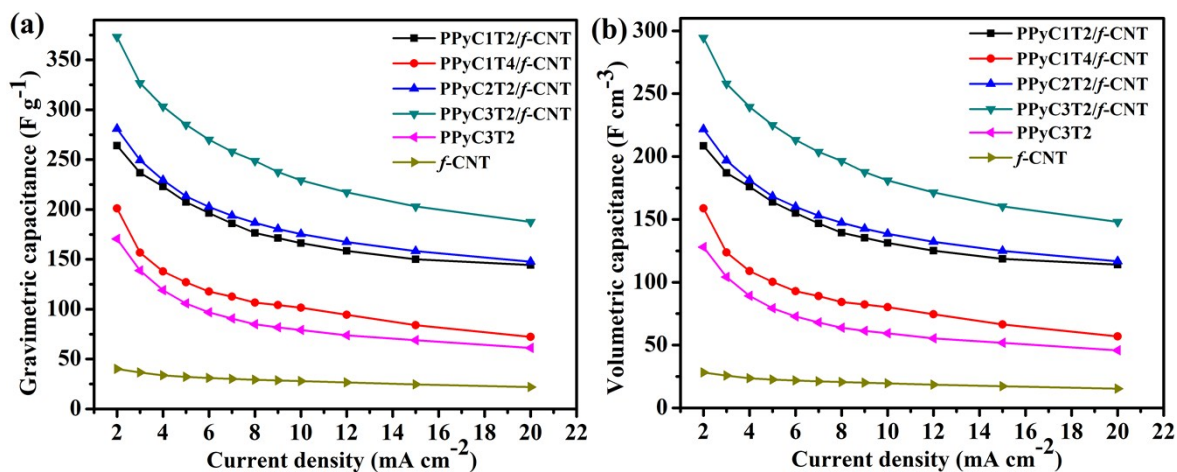 (a)
Gravimetric capacitance (F g⁻¹)
350
300
250
200
150
100
50
0
PPyC1T2/f-CNT
PPyC1T4/f-CNT
PPyC2T2/f-CNT
PPyC3T2/f-CNT
PPyC3T2
f-CNT
2 4 6 8 10 12 14 16 18 20 22
Current density (mA cm⁻²)
(b)
Volumetric capacitance (F cm⁻³)
300
250
200
150
100
50
0
PPyC1T2/f-CNT
PPyC1T4/f-CNT
PPyC2T2/f-CNT
PPyC3T2/f-CNT
PPyC3T2
f-CNT
2 4 6 8 10 12 14 16 18 20 22
Current density (mA cm⁻²)